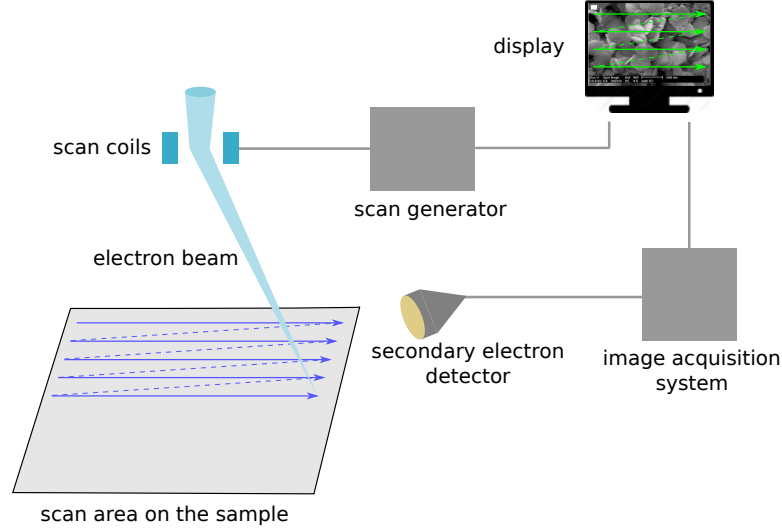 display
scan coils
scan generator
electron beam
secondary electron
detector
image acquisition
system
scan area on the sample